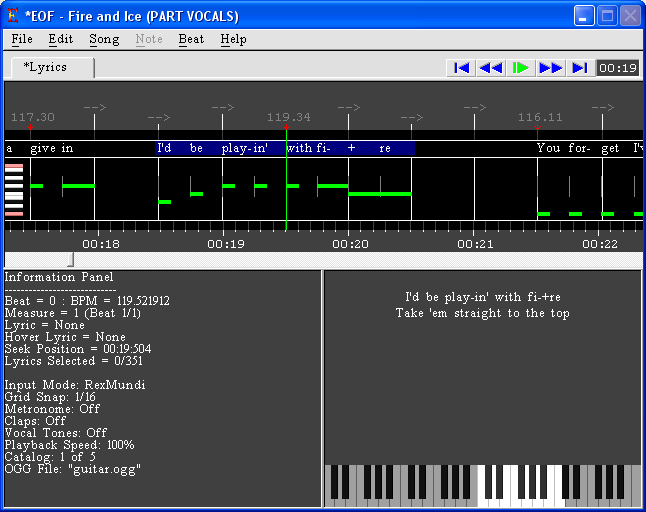 *EOF - Fire and Ice (PART VOCALS)
File Edit Song Note Beat Help
*Lyrics
00:19
--> --> --> --> --> --> -->
117.30 119.34 116.11
a give in I'd be play-in' with fi- + re You for- get I'v
00:18 00:19 00:20 00:21 00:22
Information Panel
----------------------------
Beat = 0 : BPM = 119.521912
Measure = 1 (Beat 1/1)
Lyric = None
Hover Lyric = None
Seek Position = 00:19:504
Lyrics Selected = 0/351
Input Mode: RexMundi
Grid Snap: 1/16
Metronome: Off
Claps: Off
Vocal Tones: Off
Playback Speed: 100%
Catalog: 1 of 5
OGG File: "guitar.ogg"
I'd be play-in' with fi-+re
Take 'em straight to the top